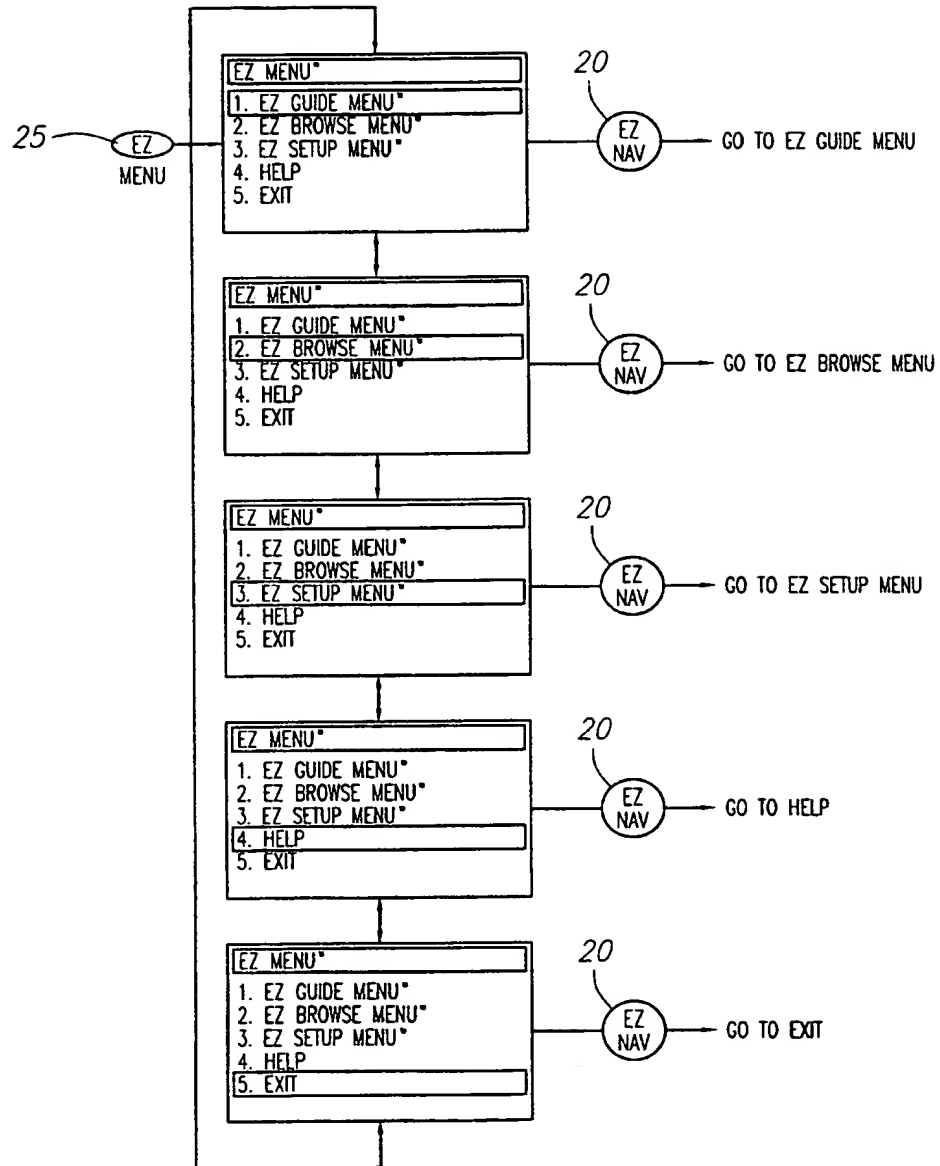 20
EZ MENU"
1. EZ GUIDE MENU"
2. EZ BROWSE MENU"
3. EZ SETUP MENU"
4. HELP
5. EXIT
25
EZ
MENU
EZ
NAV
GO TO EZ GUIDE MENU
20
EZ MENU"
1. EZ GUIDE MENU"
2. EZ BROWSE MENU"
3. EZ SETUP MENU"
4. HELP
5. EXIT
EZ
NAV
GO TO EZ BROWSE MENU
20
EZ MENU"
1. EZ GUIDE MENU"
2. EZ BROWSE MENU"
3. EZ SETUP MENU"
4. HELP
5. EXIT
EZ
NAV
GO TO EZ SETUP MENU
20
EZ MENU"
1. EZ GUIDE MENU"
2. EZ BROWSE MENU"
3. EZ SETUP MENU"
4. HELP
5. EXIT
EZ
NAV
GO TO HELP
20
EZ MENU"
1. EZ GUIDE MENU"
2. EZ BROWSE MENU"
3. EZ SETUP MENU"
4. HELP
5. EXIT
EZ
NAV
GO TO EXIT